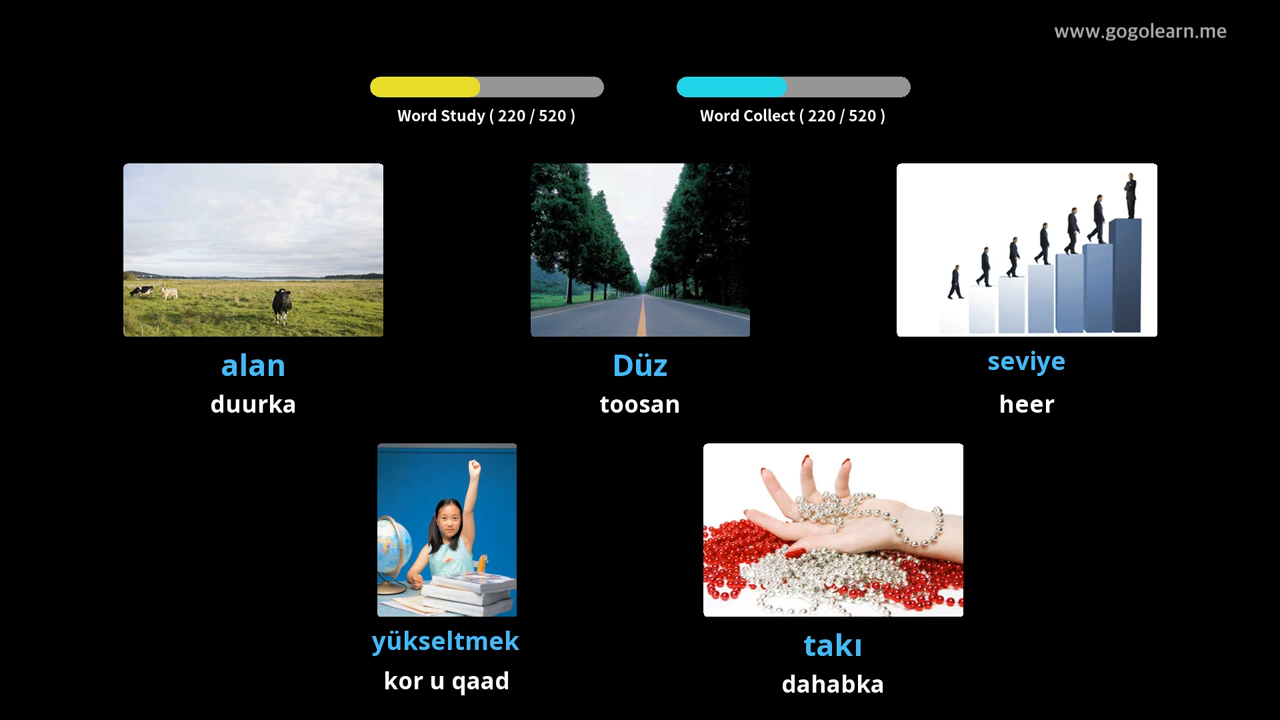 www.gogolearn.me
Word Study ( 220 / 520 )
Word Collect ( 220 / 520 )
alan
duurka
Düz
toosan
seviye
heer
yükseltmek
kor u qaad
takı
dahabka